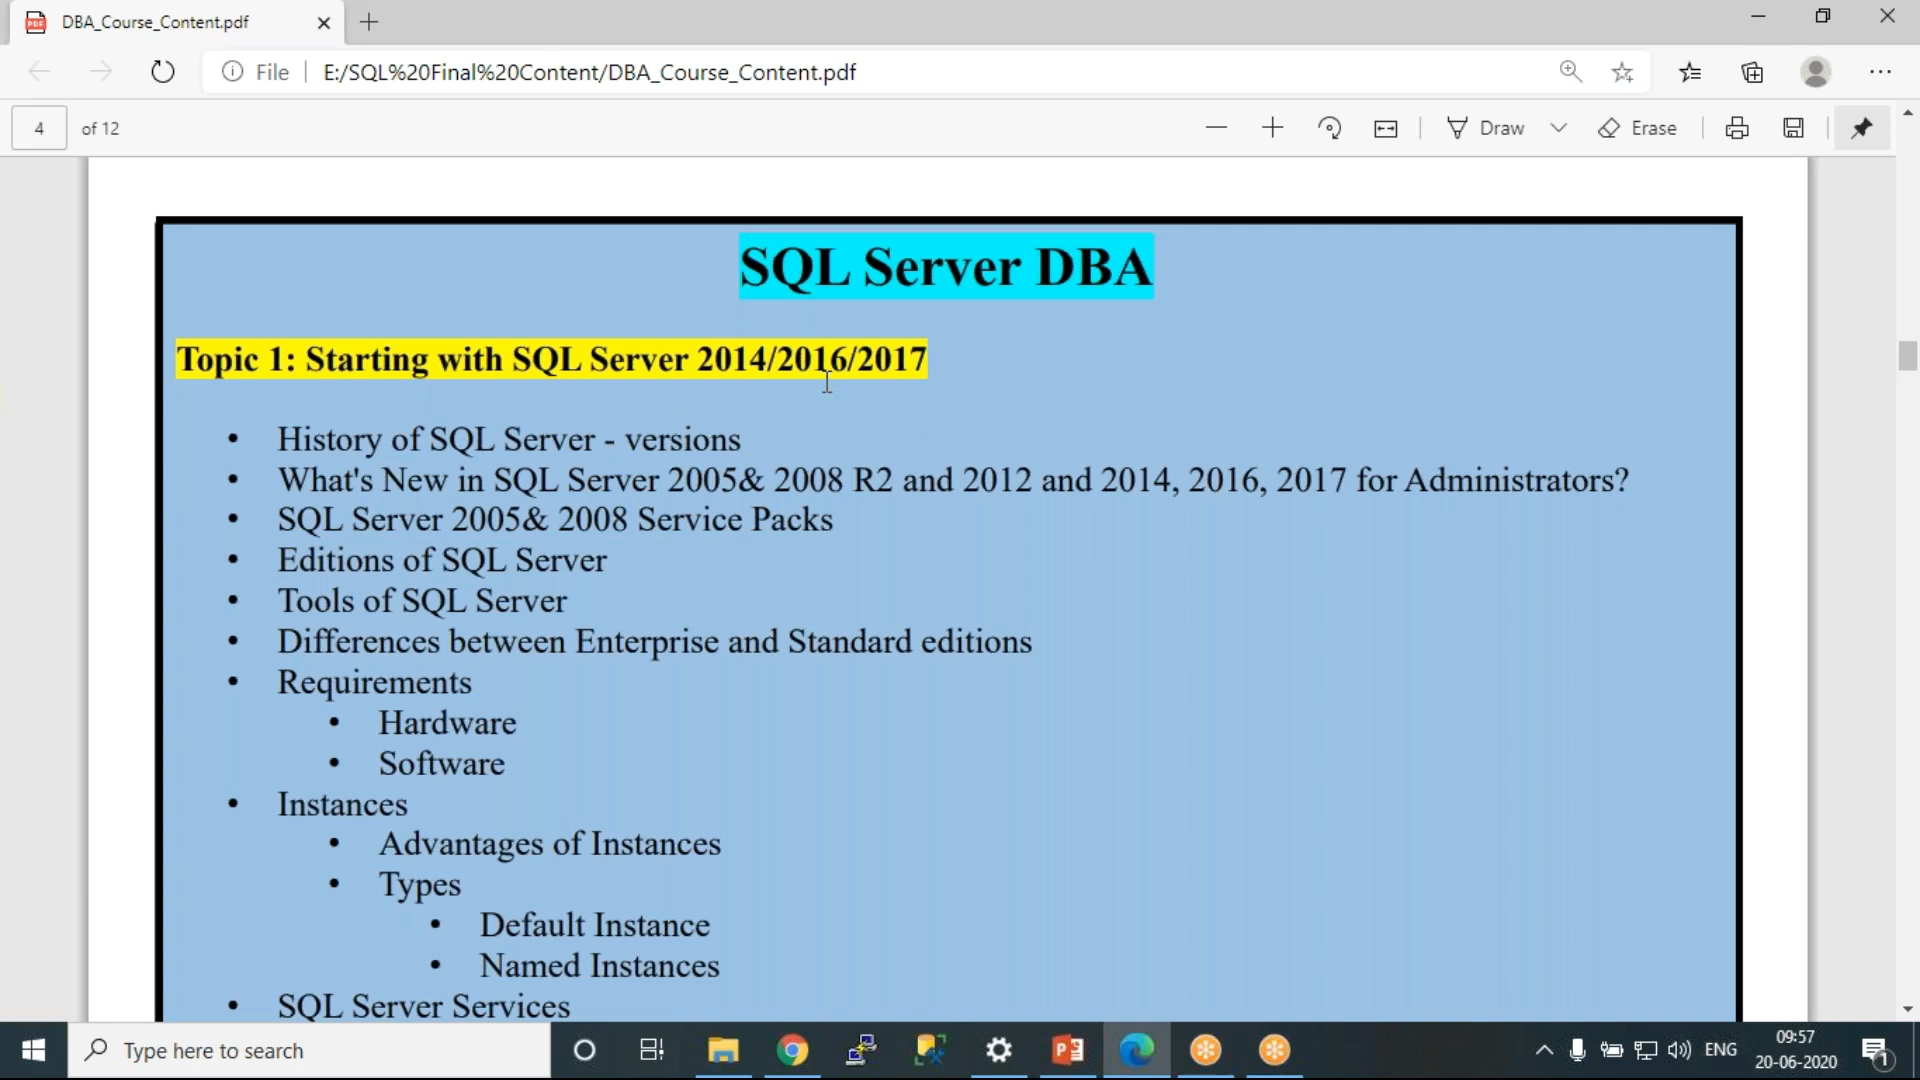 DBA_Course_Content.pdf
File
E:/SQL%20Final%20Content/DBA_Course_Content.pdf
4 of 12
Draw
Erase
SQL Server DBA
Topic 1: Starting with SQL Server 2014/2016/2017
• History of SQL Server - versions
• What's New in SQL Server 2005& 2008 R2 and 2012 and 2014, 2016, 2017 for Administrators?
• SQL Server 2005& 2008 Service Packs
• Editions of SQL Server
• Tools of SQL Server
• Differences between Enterprise and Standard editions
• Requirements
• Hardware
• Software
• Instances
• Advantages of Instances
• Types
• Default Instance
• Named Instances
• SQL Server Services
Type here to search
ENG
09:57
20-06-2020
1